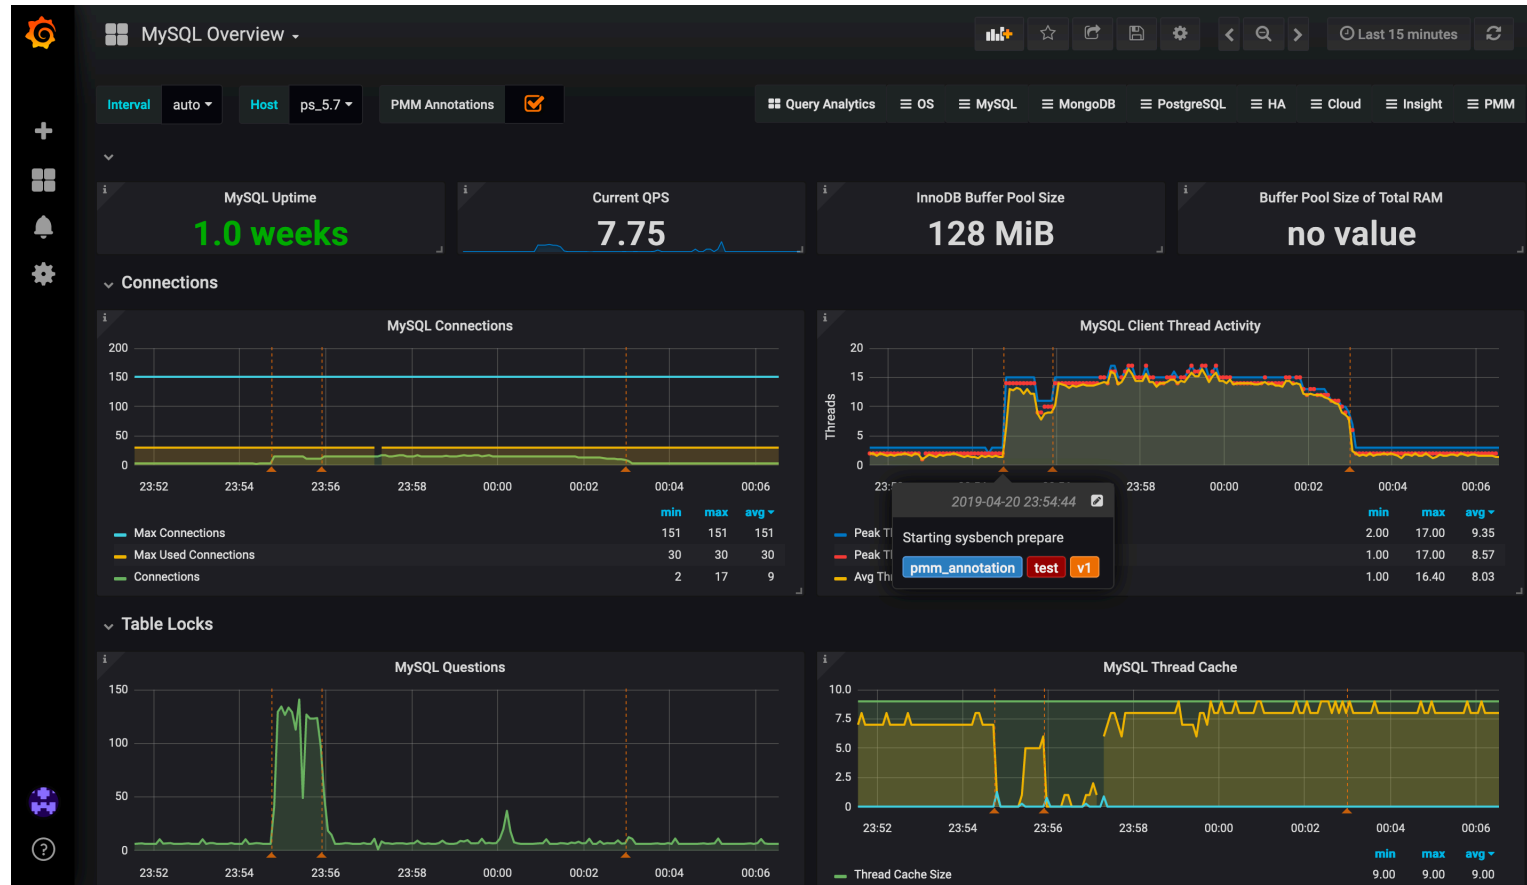 MySQL Overview
Last 15 minutes
Interval auto Host ps_5.7 PMM Annotations
Query Analytics OS MySQL MongoDB PostgreSQL HA Cloud Insight PMM
MySQL Uptime
1.0 weeks
Current QPS
7.75
InnoDB Buffer Pool Size
128 MiB
Buffer Pool Size of Total RAM
no value
Connections
MySQL Connections
200
150
100
50
0
23:52 23:54 23:56 23:58 00:00 00:02 00:04 00:06
min max avg
Max Connections 151 151 151
Max Used Connections 30 30 30
Connections 2 17 9
MySQL Client Thread Activity
Threads
20
15
10
5
0
23:58 00:00 00:02 00:04 00:06
min max avg
Peak 2.00 17.00 9.35
Peak 1.00 17.00 8.57
Avg 1.00 16.40 8.03
2019-04-20 23:54:44
Starting sysbench prepare
pmm_annotation test v1
Table Locks
MySQL Questions
150
100
50
0
23:52 23:54 23:56 23:58 00:00 00:02 00:04 00:06
MySQL Thread Cache
10.0
7.5
5.0
2.5
0
23:52 23:54 23:56 23:58 00:00 00:02 00:04 00:06
min max avg
Thread Cache Size 9.00 9.00 9.00